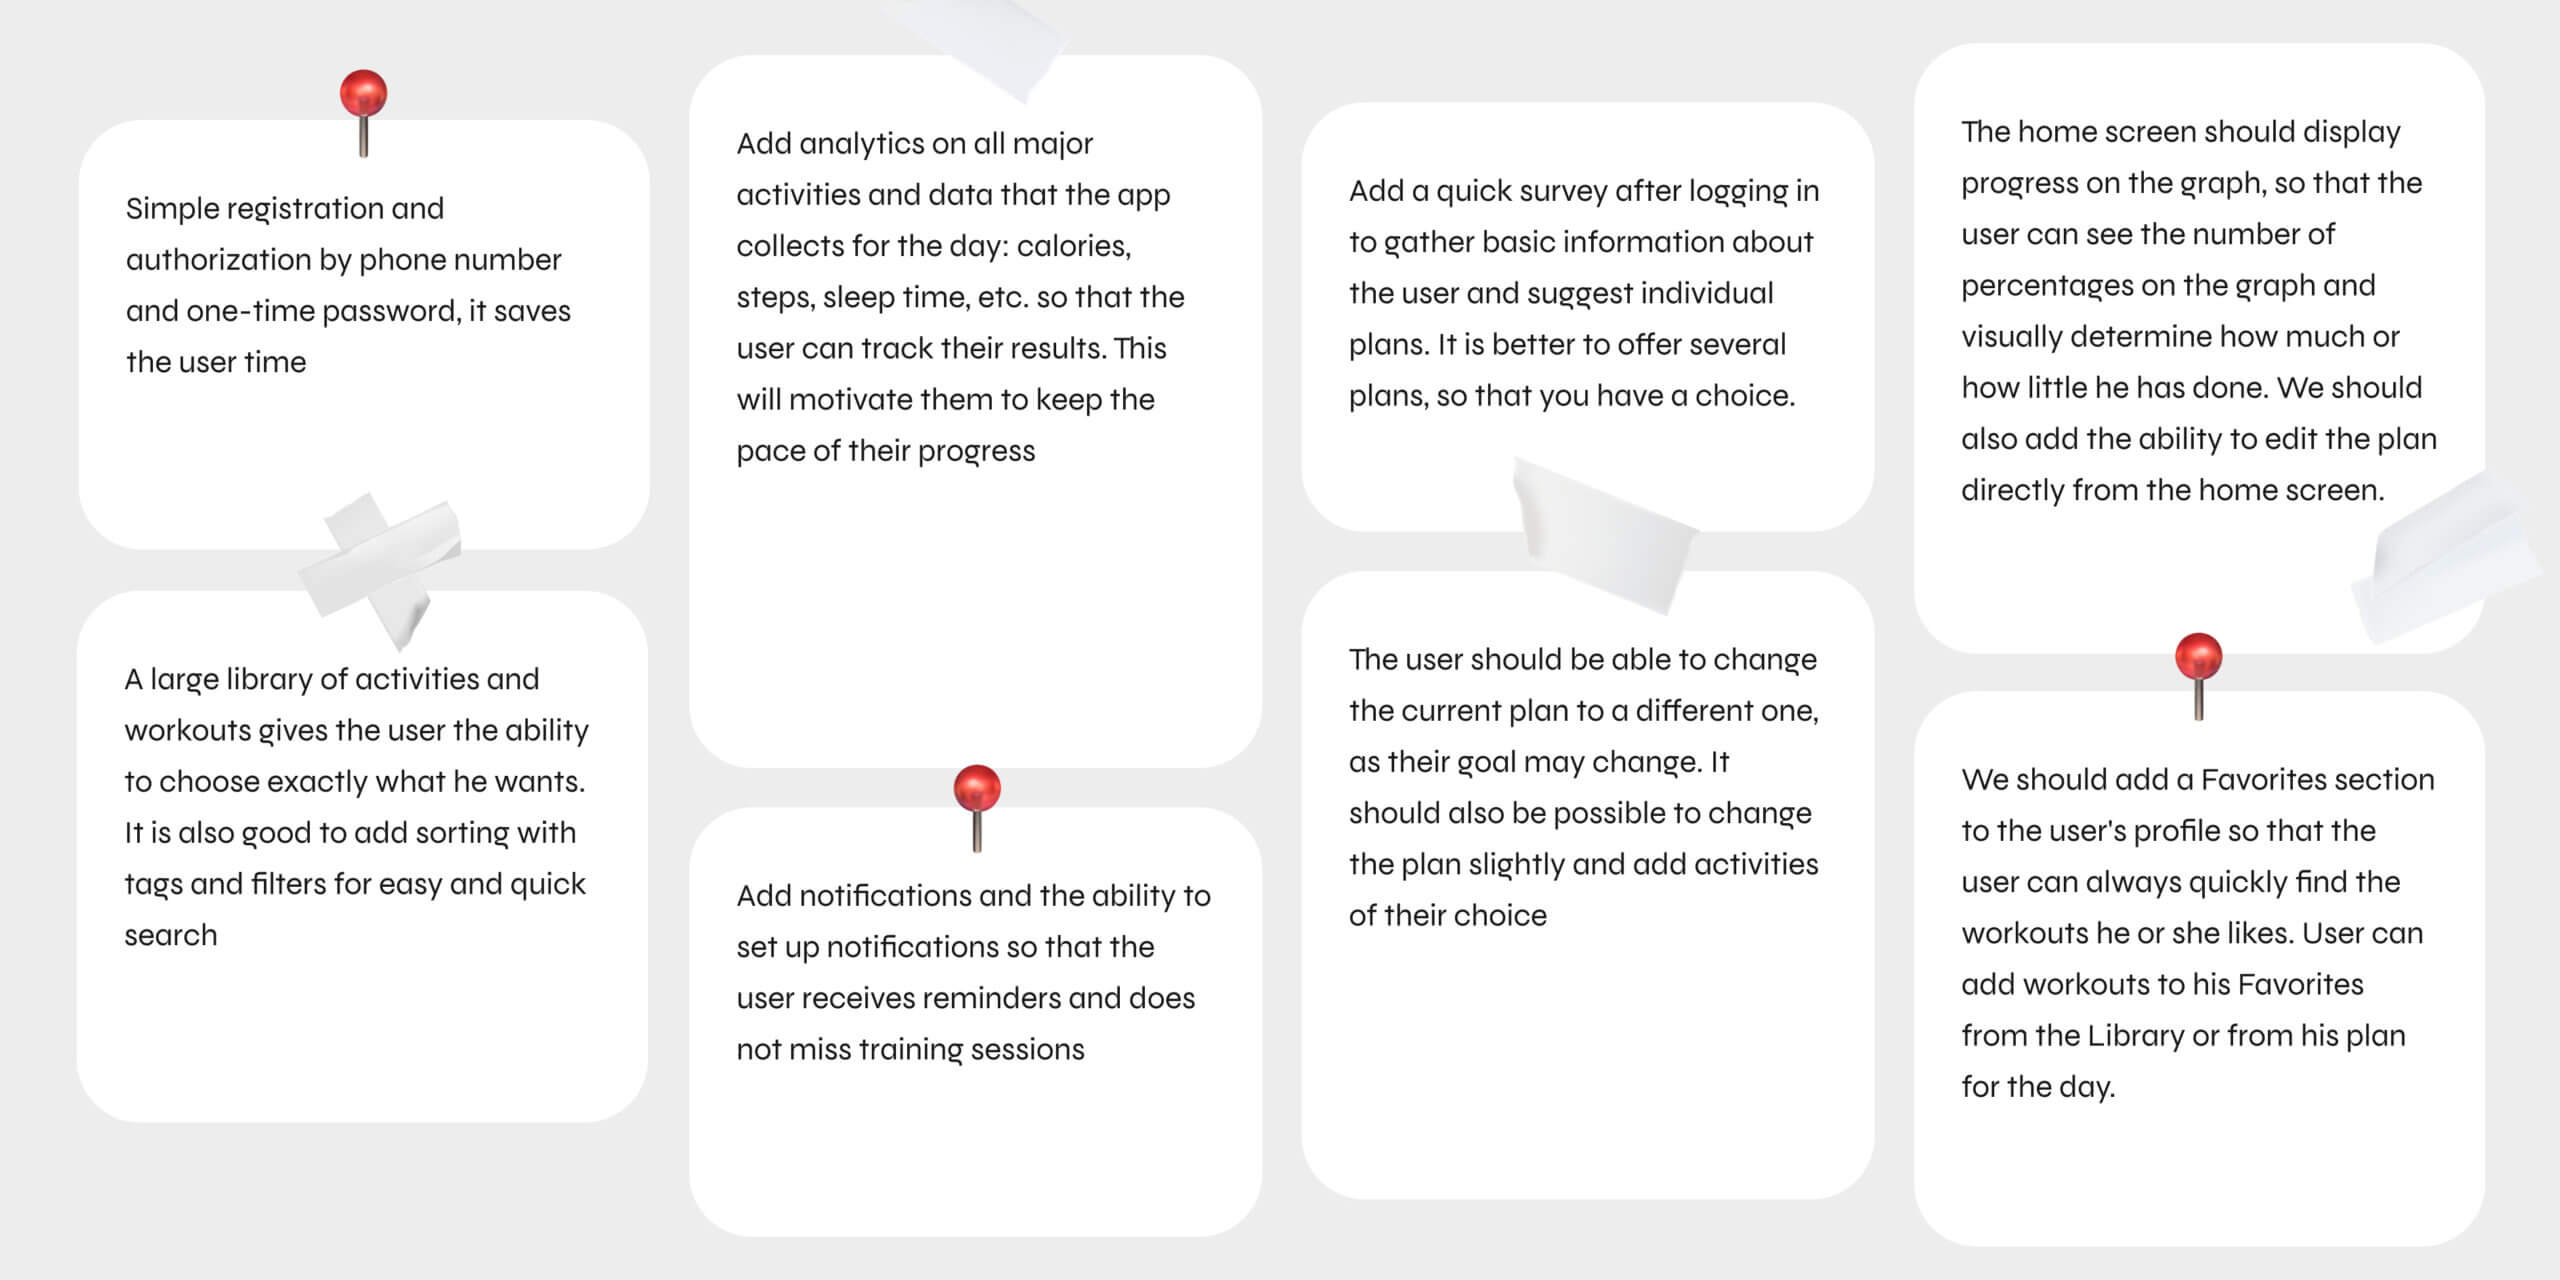 Simple registration and
authorization by phone number
and one-time password, it saves
the user time
A large library of activities and
workouts gives the user the ability
to choose exactly what he wants.
It is also good to add sorting with
tags and filters for easy and quick
search
Add analytics on all major
activities and data that the app
collects for the day: calories,
steps, sleep time, etc. so that the
user can track their results. This
will motivate them to keep the
pace of their progress
Add notifications and the ability to
set up notifications so that the
user receives reminders and does
not miss training sessions
Add a quick survey after logging in
to gather basic information about
the user and suggest individual
plans. It is better to offer several
plans, so that you have a choice.
The user should be able to change
the current plan to a different one,
as their goal may change. It
should also be possible to change
the plan slightly and add activities
of their choice
The home screen should display
progress on the graph, so that the
user can see the number of
percentages on the graph and
visually determine how much or
how little he has done. We should
also add the ability to edit the plan
directly from the home screen.
We should add a Favorites section
to the user's profile so that the
user can always quickly find the
workouts he or she likes. User can
add workouts to his Favorites
from the Library or from his plan
for the day.